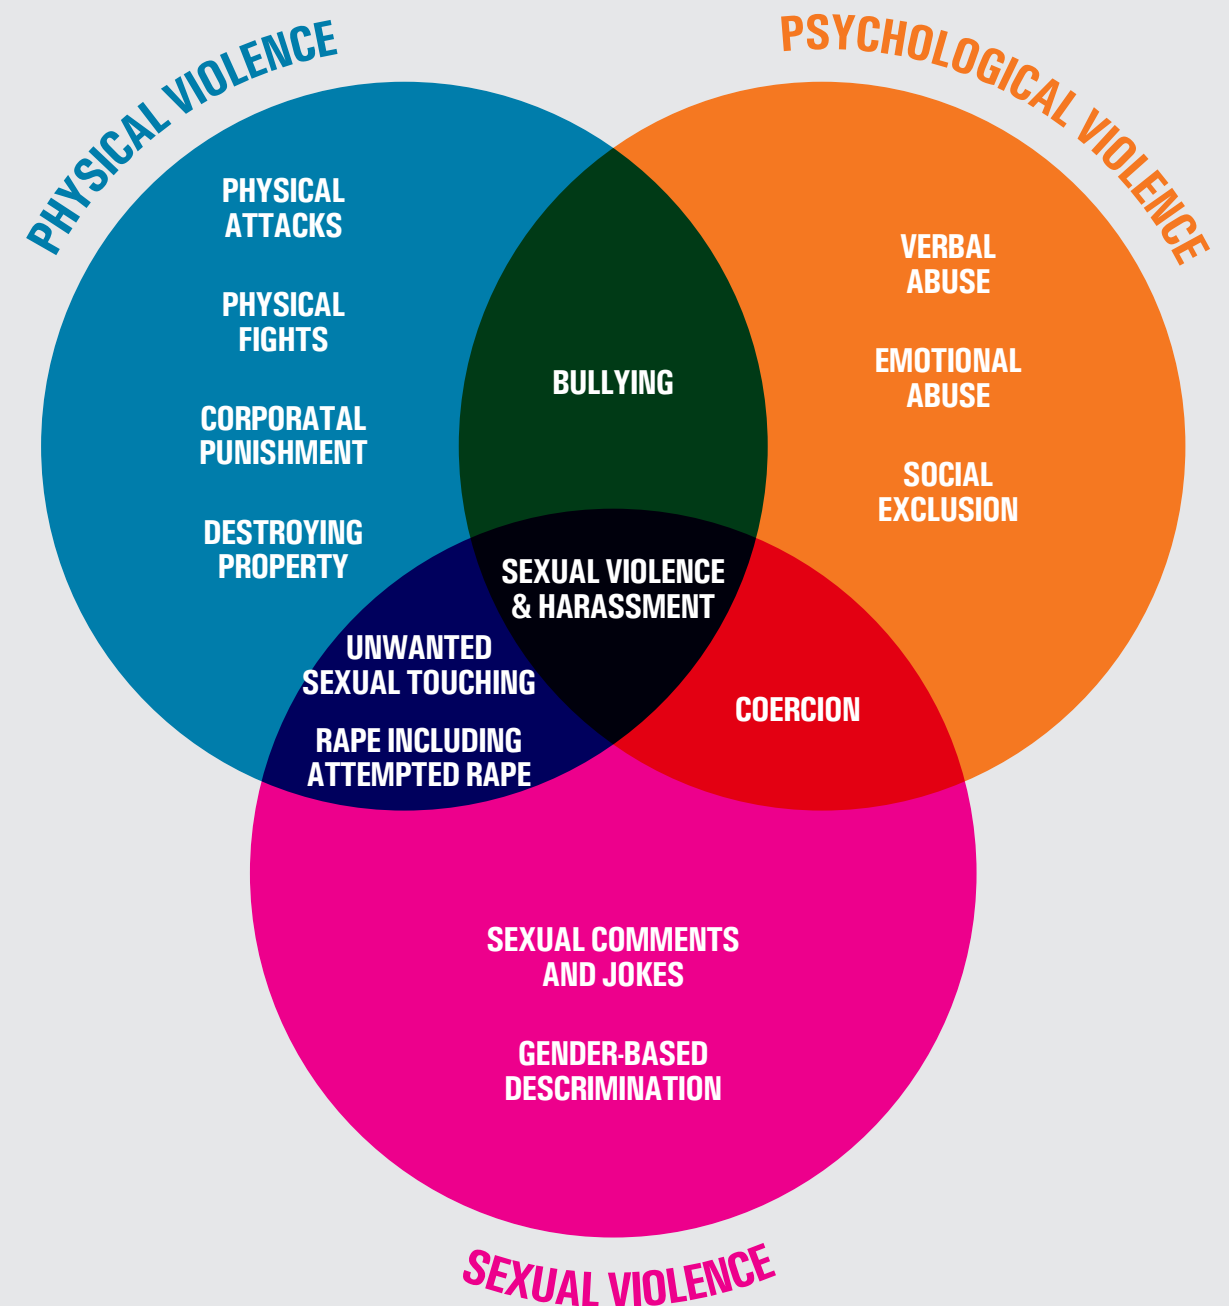 PHYSICAL VIOLENCE
PSYCHOLOGICAL VIOLENCE
PHYSICAL
ATTACKS
PHYSICAL
FIGHTS
CORPORATAL
PUNISHMENT
DESTROYING
PROPERTY
BULLYING
VERBAL
ABUSE
EMOTIONAL
ABUSE
SOCIAL
EXCLUSION
SEXUAL VIOLENCE
& HARASSMENT
UNWANTED
SEXUAL TOUCHING
RAPE INCLUDING
ATTEMPTED RAPE
COERCION
SEXUAL COMMENTS
AND JOKES
GENDER-BASED
DESCRIMINATION
SEXUAL VIOLENCE